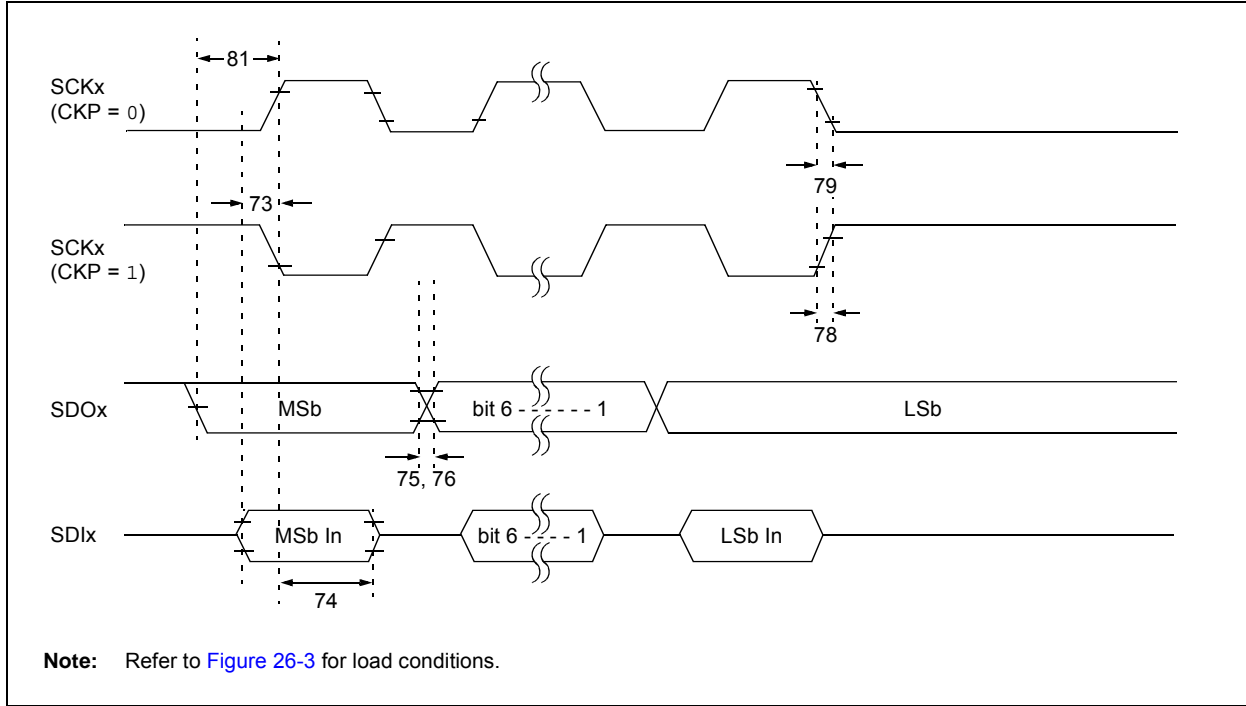 81
SCKx
(CKP = 0)
79
73
SCKx
(CKP = 1)
78
SDOx
MSb
bit 6 - - - - - - 1
LSb
75, 76
SDIx
MSb In
bit 6 - - - - 1
LSb In
74
Note: Refer to Figure 26-3 for load conditions.